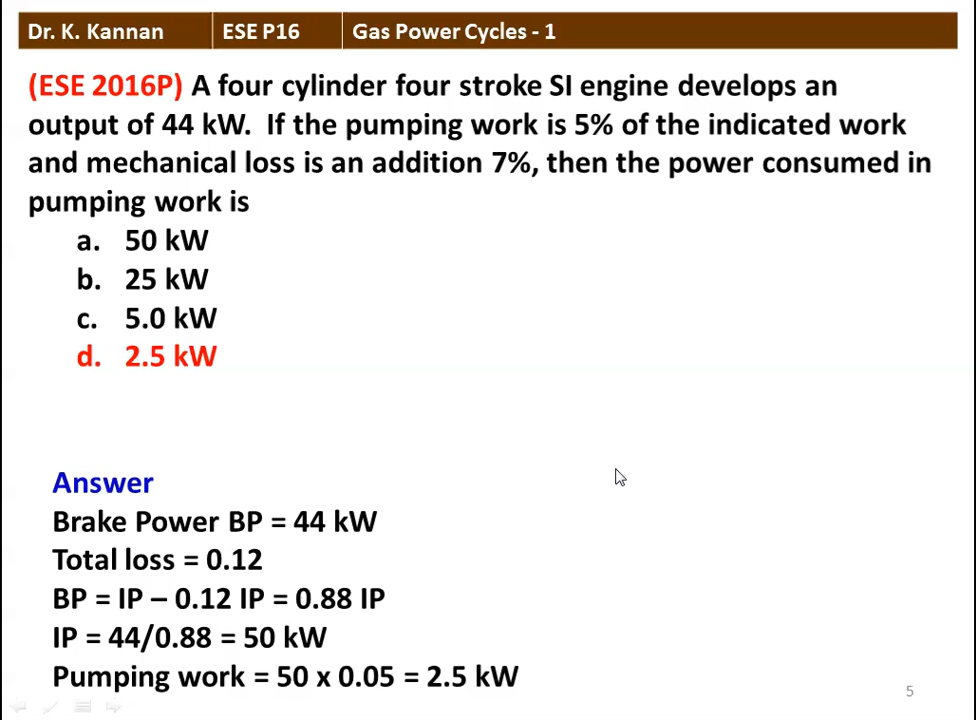 Dr. K. Kannan ESE P16 Gas Power Cycles - 1
(ESE 2016P) A four cylinder four stroke SI engine develops an
output of 44 kW. If the pumping work is 5% of the indicated work
and mechanical loss is an addition 7%, then the power consumed in
pumping work is
a. 50 kW
b. 25 kW
c. 5.0 kW
d. 2.5 kW
Answer
Brake Power BP = 44 kW
Total loss = 0.12
BP = IP – 0.12 IP = 0.88 IP
IP = 44/0.88 = 50 kW
Pumping work = 50 x 0.05 = 2.5 kW
5